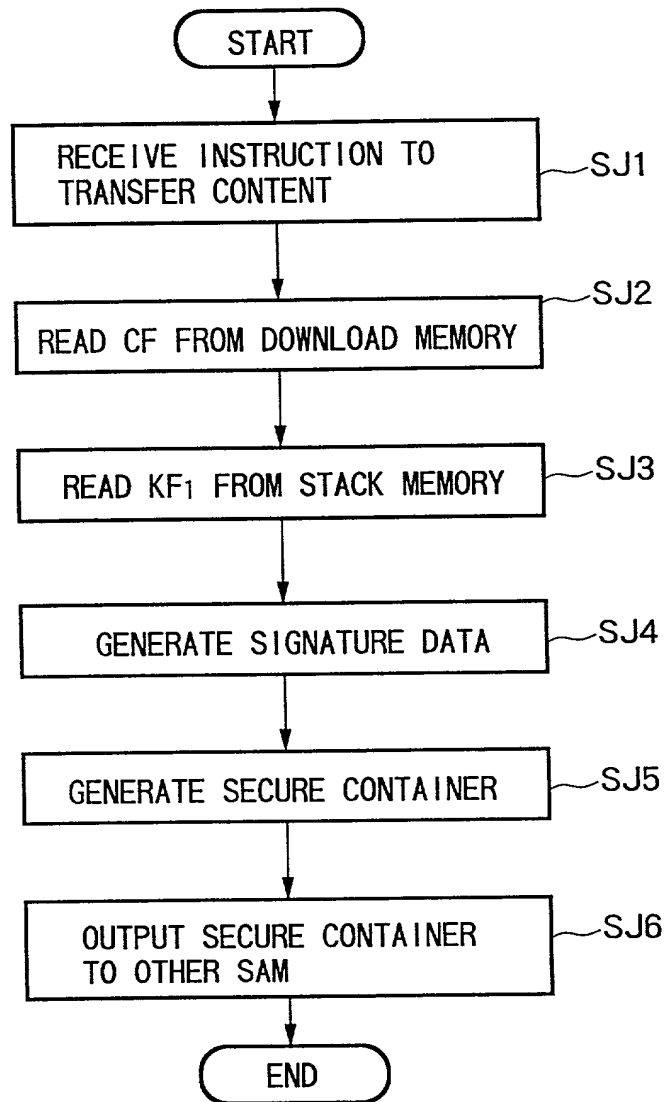 START
RECEIVE INSTRUCTION TO
TRANSFER CONTENT
SJ1
READ CF FROM DOWNLOAD MEMORY
SJ2
READ KF1 FROM STACK MEMORY
SJ3
GENERATE SIGNATURE DATA
SJ4
GENERATE SECURE CONTAINER
SJ5
OUTPUT SECURE CONTAINER
TO OTHER SAM
SJ6
END